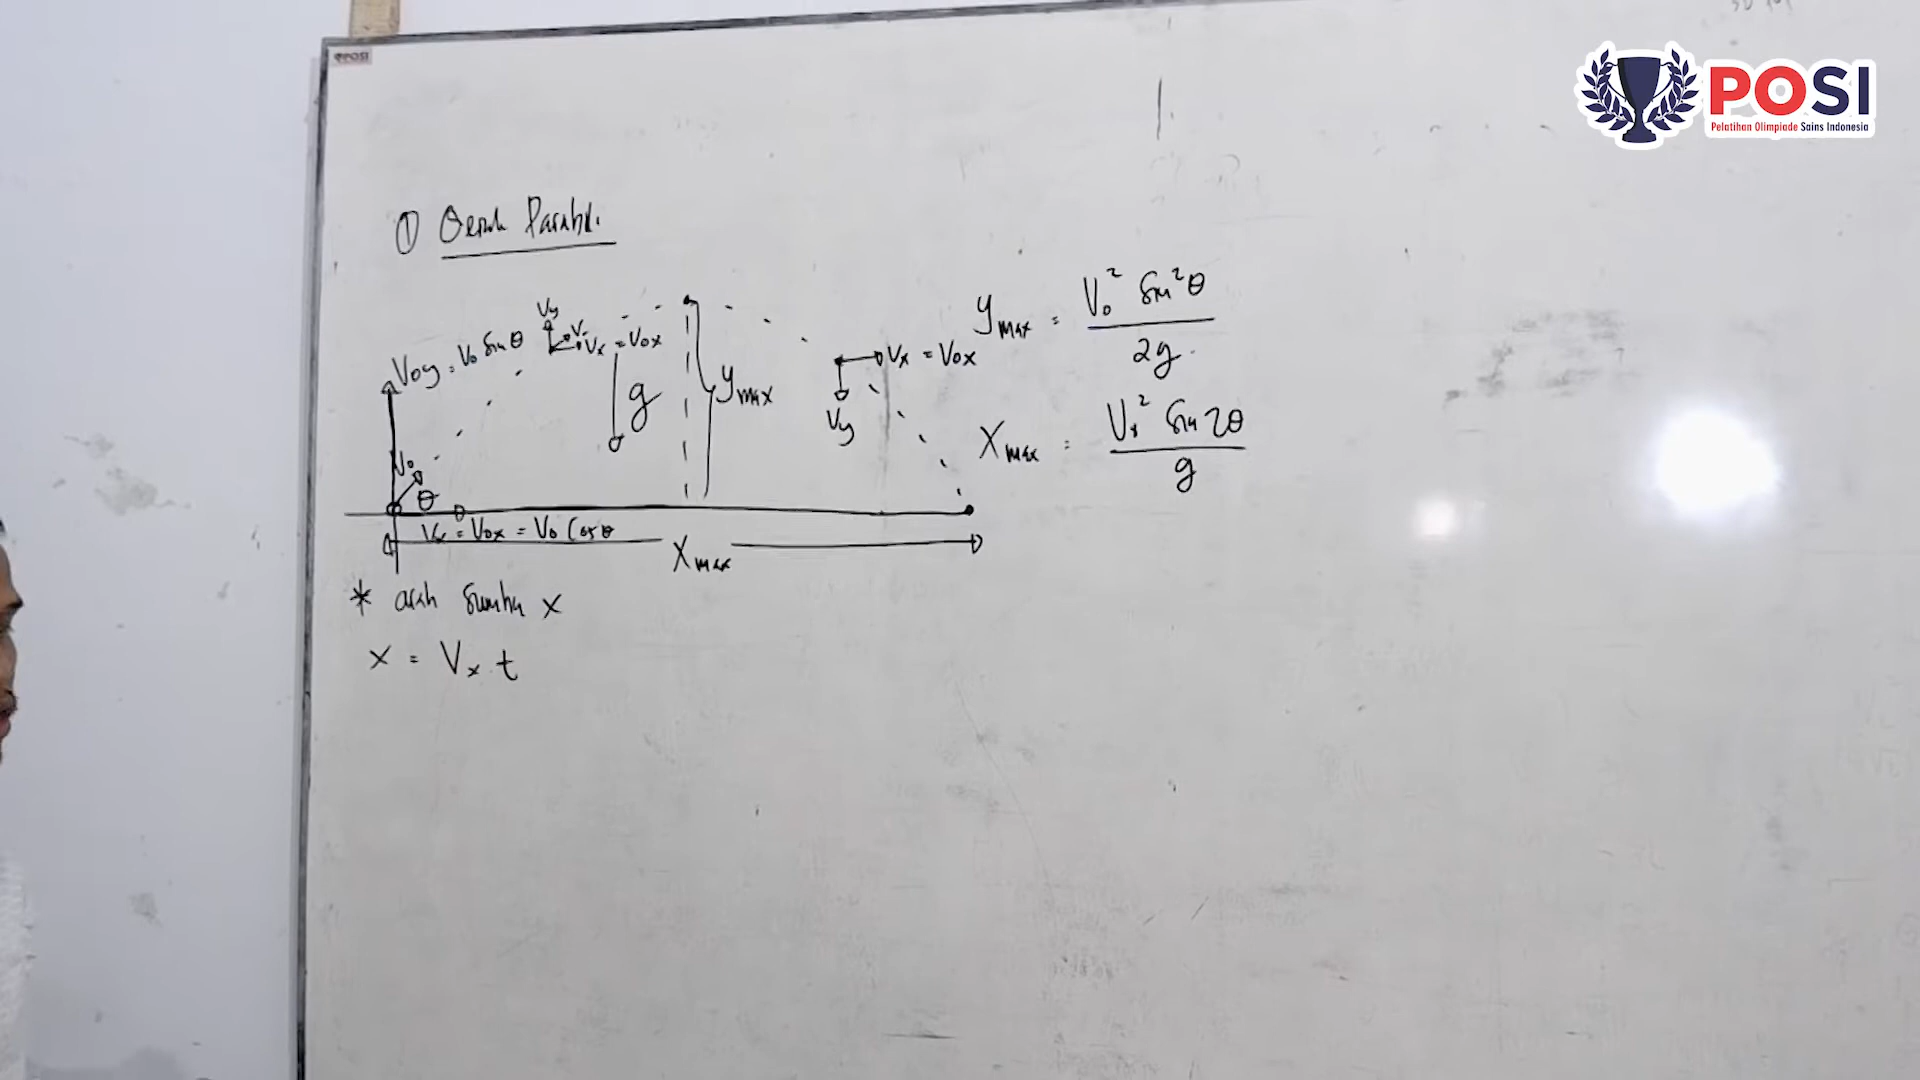 POSI
POSI
Pelatihan Olimpiade Sains Indonesia
① Gerak Parabola
Vy
V
Vx = Vox
Voy = Vo Sin θ
g
ymax
Vx = Vox
Vy
Vo
θ
Vx = Vox = Vo Cos θ
Xmax
ymax = Vo² Sin²θ / 2g
Xmax = Vo² Sin 2θ / g
* arah Sumbu x
x = Vx . t